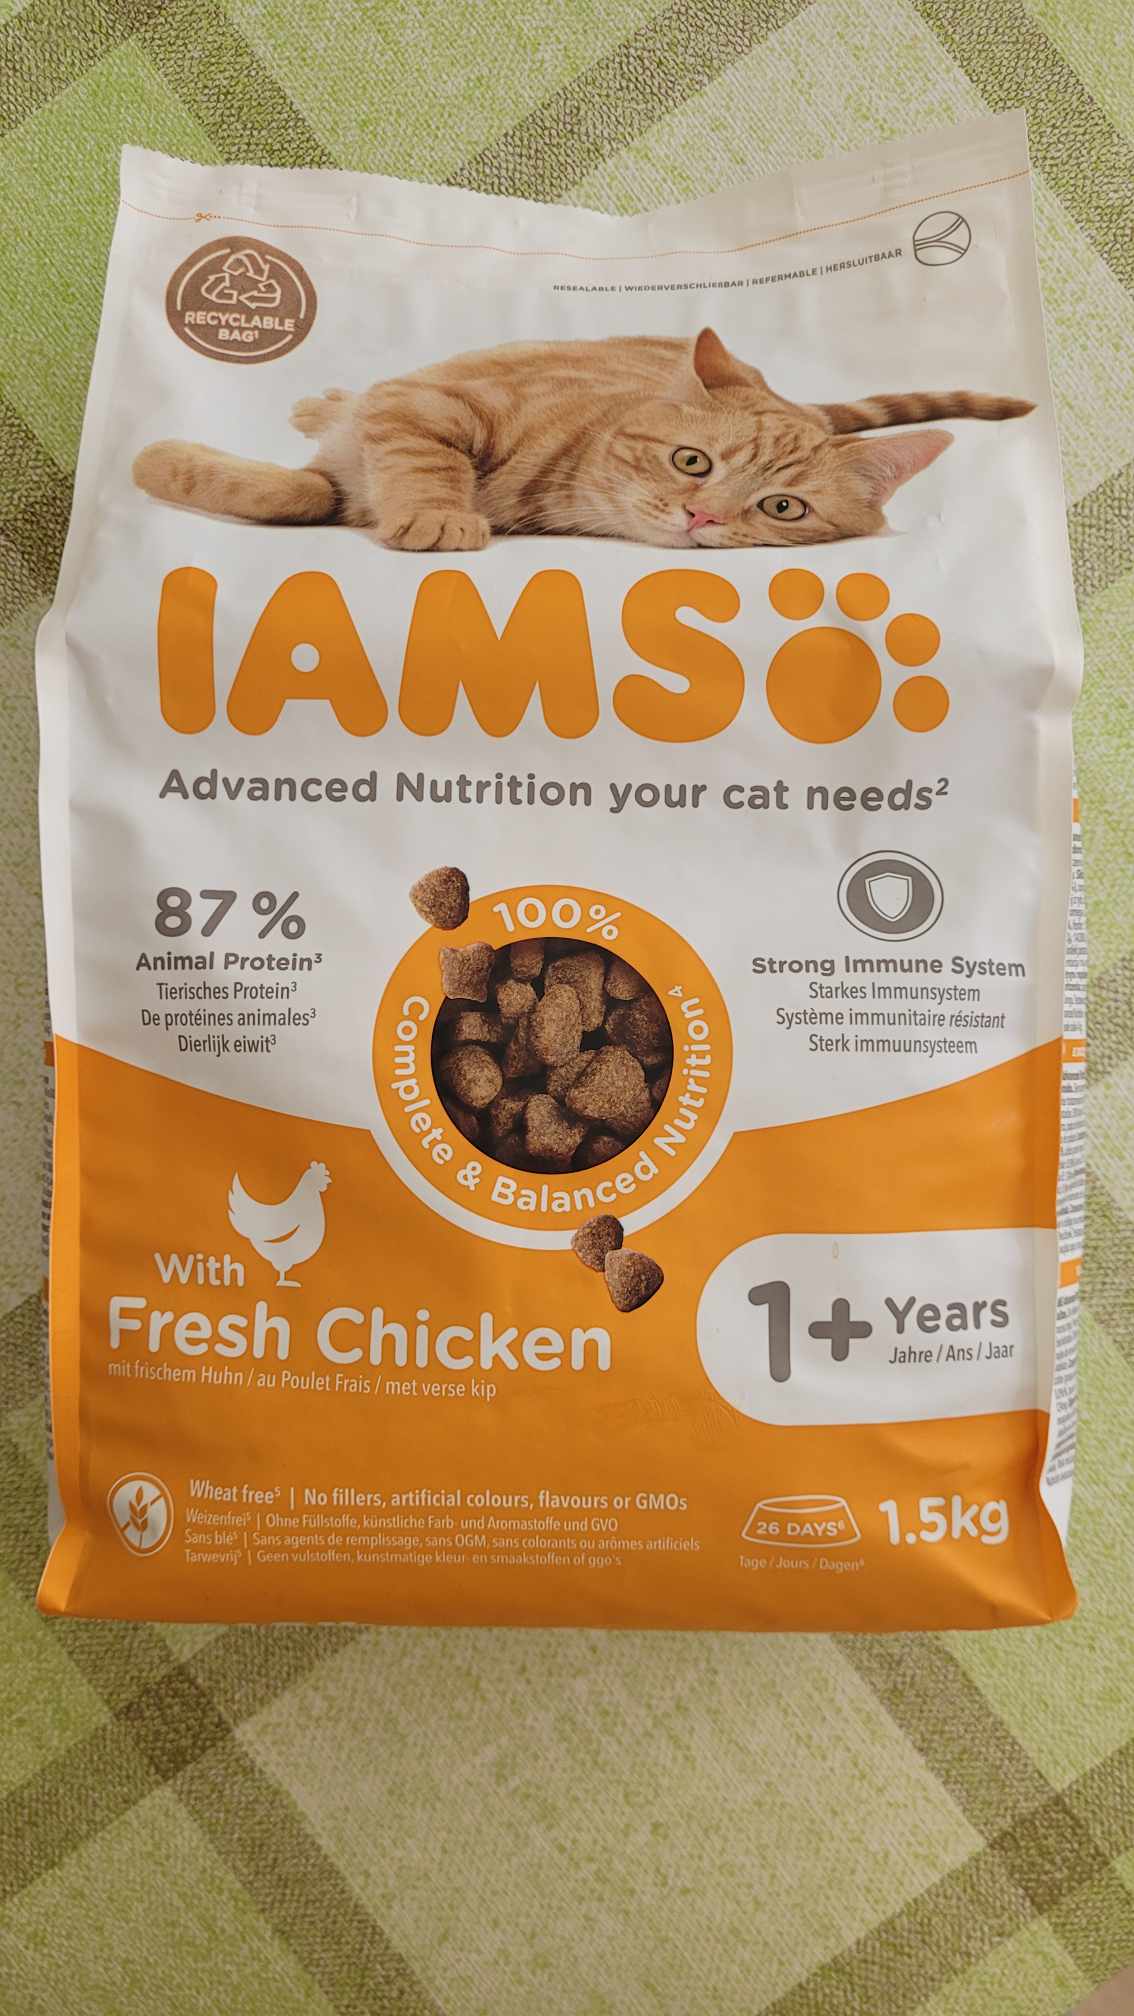 RESEALABLE | WIEDERVERSCHLIEßBAR | REFERMABLE | HERSLUITBAAR
RECYCLABLE
BAG¹
IAMS
Advanced Nutrition your cat needs²
87 %
Animal Protein³
Tierisches Protein³
De protéines animales³
Dierlijk eiwit³
100%
Complete & Balanced Nutrition⁴
Strong Immune System
Starkes Immunsystem
Système immunitaire résistant
Sterk immuunsysteem
With
Fresh Chicken
mit frischem Huhn / au Poulet Frais / met verse kip
1+ Years
Jahre / Ans / Jaar
Wheat free⁵ | No fillers, artificial colours, flavours or GMOs
Weizenfrei⁵ | Ohne Füllstoffe, künstliche Farb- und Aromastoffe und GVO
Sans blé⁵ | Sans agents de remplissage, sans OGM, sans colorants ou arômes artificiels
Tarwevrij⁵ | Geen vulstoffen, kunstmatige kleur- en smaakstoffen of ggo's
26 DAYS⁶
Tage / Jours / Dagen⁶
1.5kg